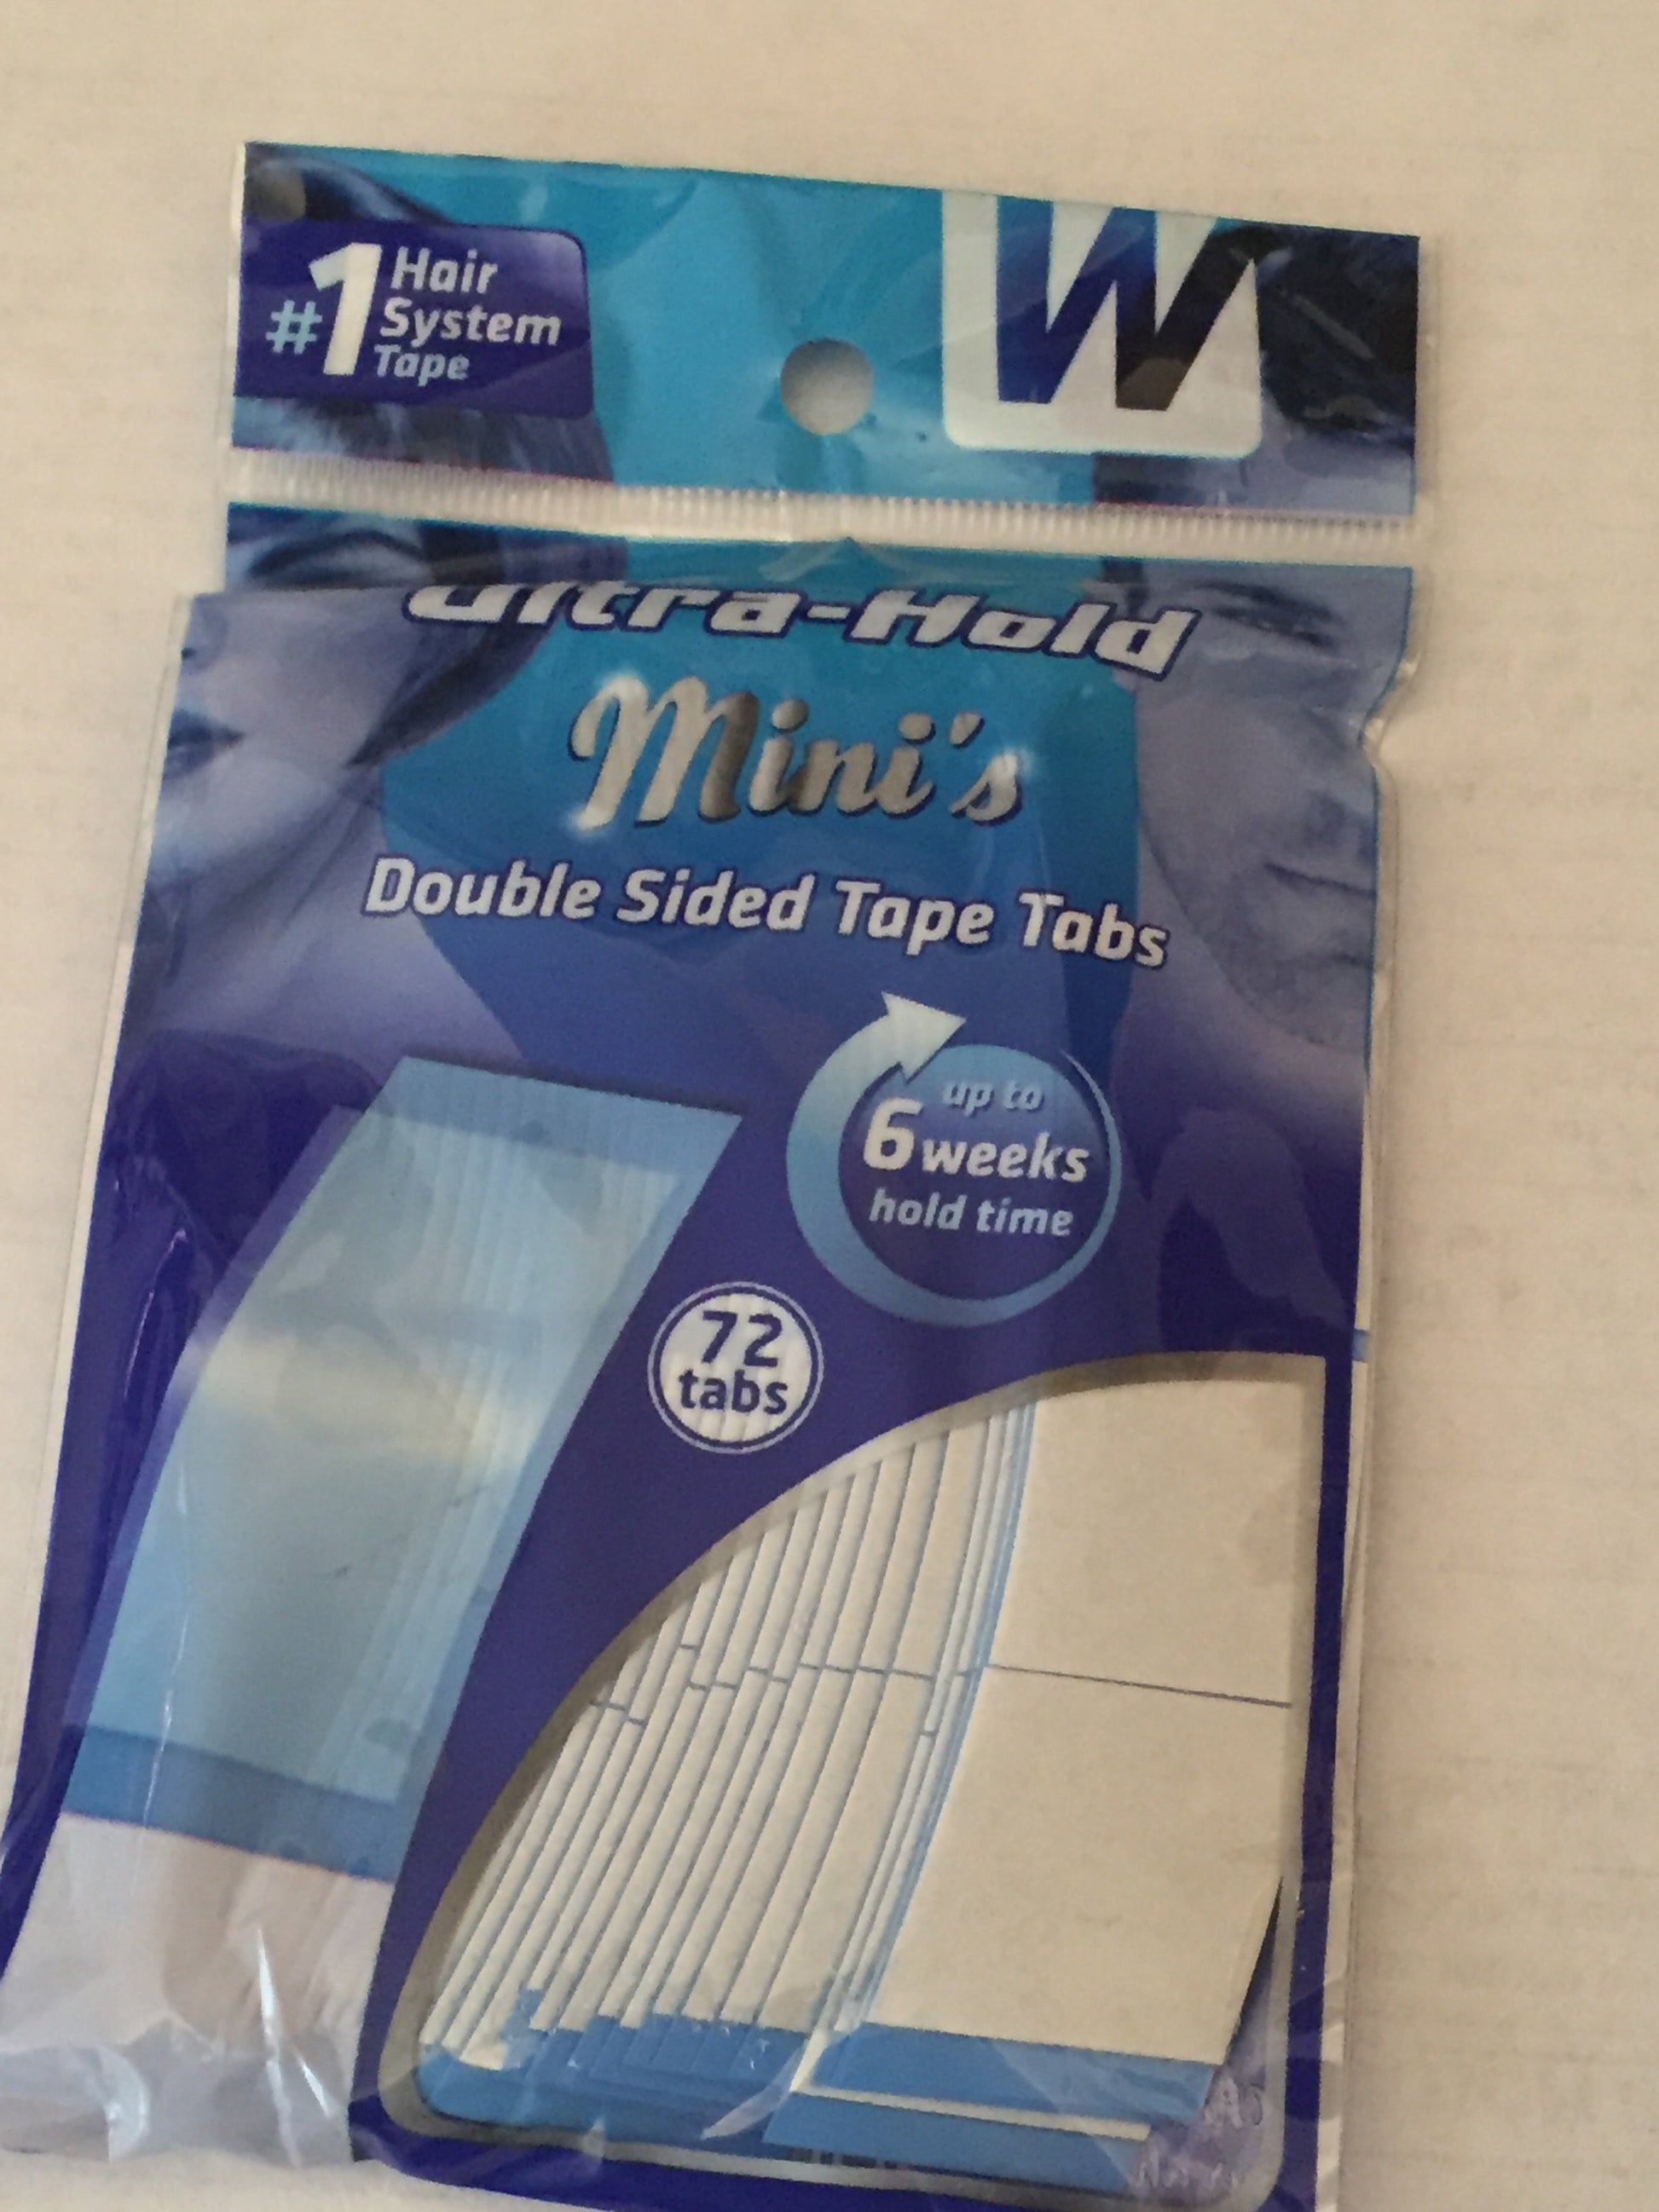 #1 Hair
System
Tape
W
Ultra-Hold
Mini's
Double Sided Tape Tabs
up to
6 weeks
hold time
72
tabs